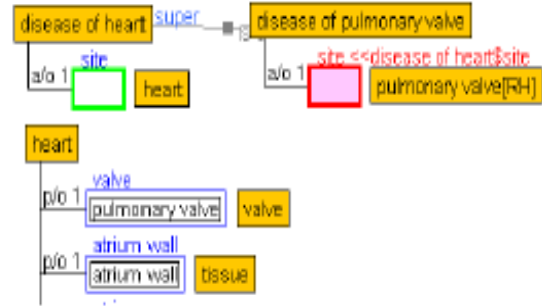 disease of heart super disease of pulmonary valve
site site <<disease of heart$site
a/o 1 heart a/o 1 pulmonary valve[RH]
heart
valve
p/o 1 pulmonary valve valve
atrium wall
p/o 1 atrium wall tissue